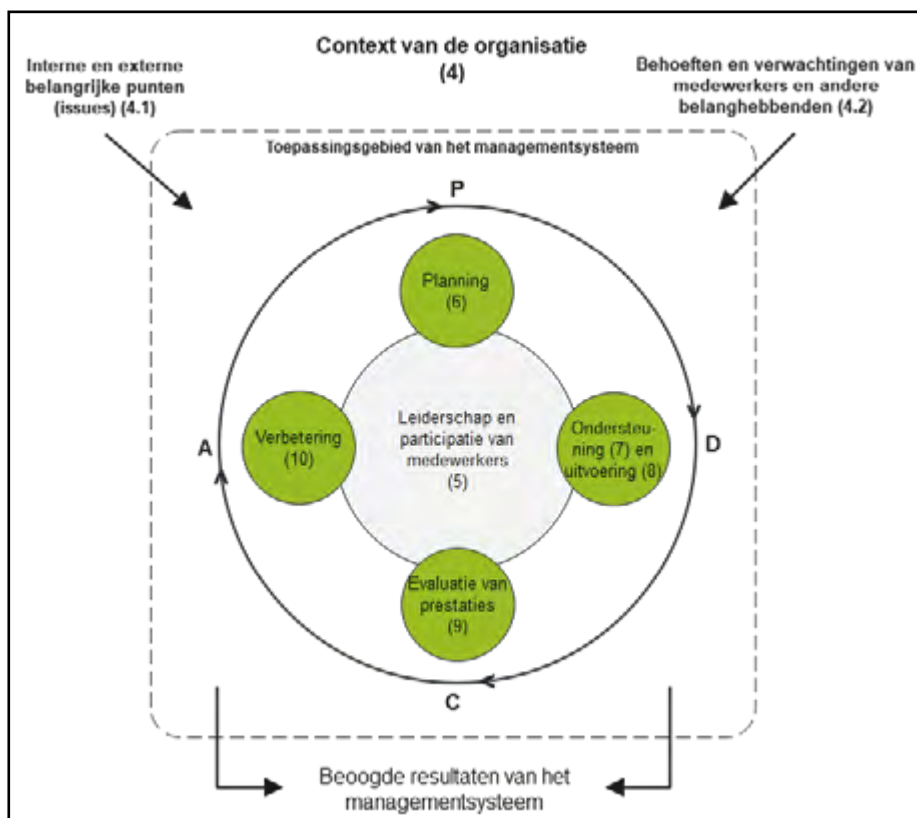 Context van de organisatie
(4)
Interne en externe
belangrijke punten
(issues) (4.1)
Behoeften en verwachtingen van
medewerkers en andere
belanghebbenden (4.2)
Toepassingsgebied van het managementsysteem
P
Planning
(6)
A
Verbetering
(10)
Leiderschap en
participatie van
medewerkers
(5)
Ondersteu-
ning (7) en
uitvoering (8)
D
Evaluatie van
prestaties
(9)
C
Beoogde resultaten van het
managementsysteem